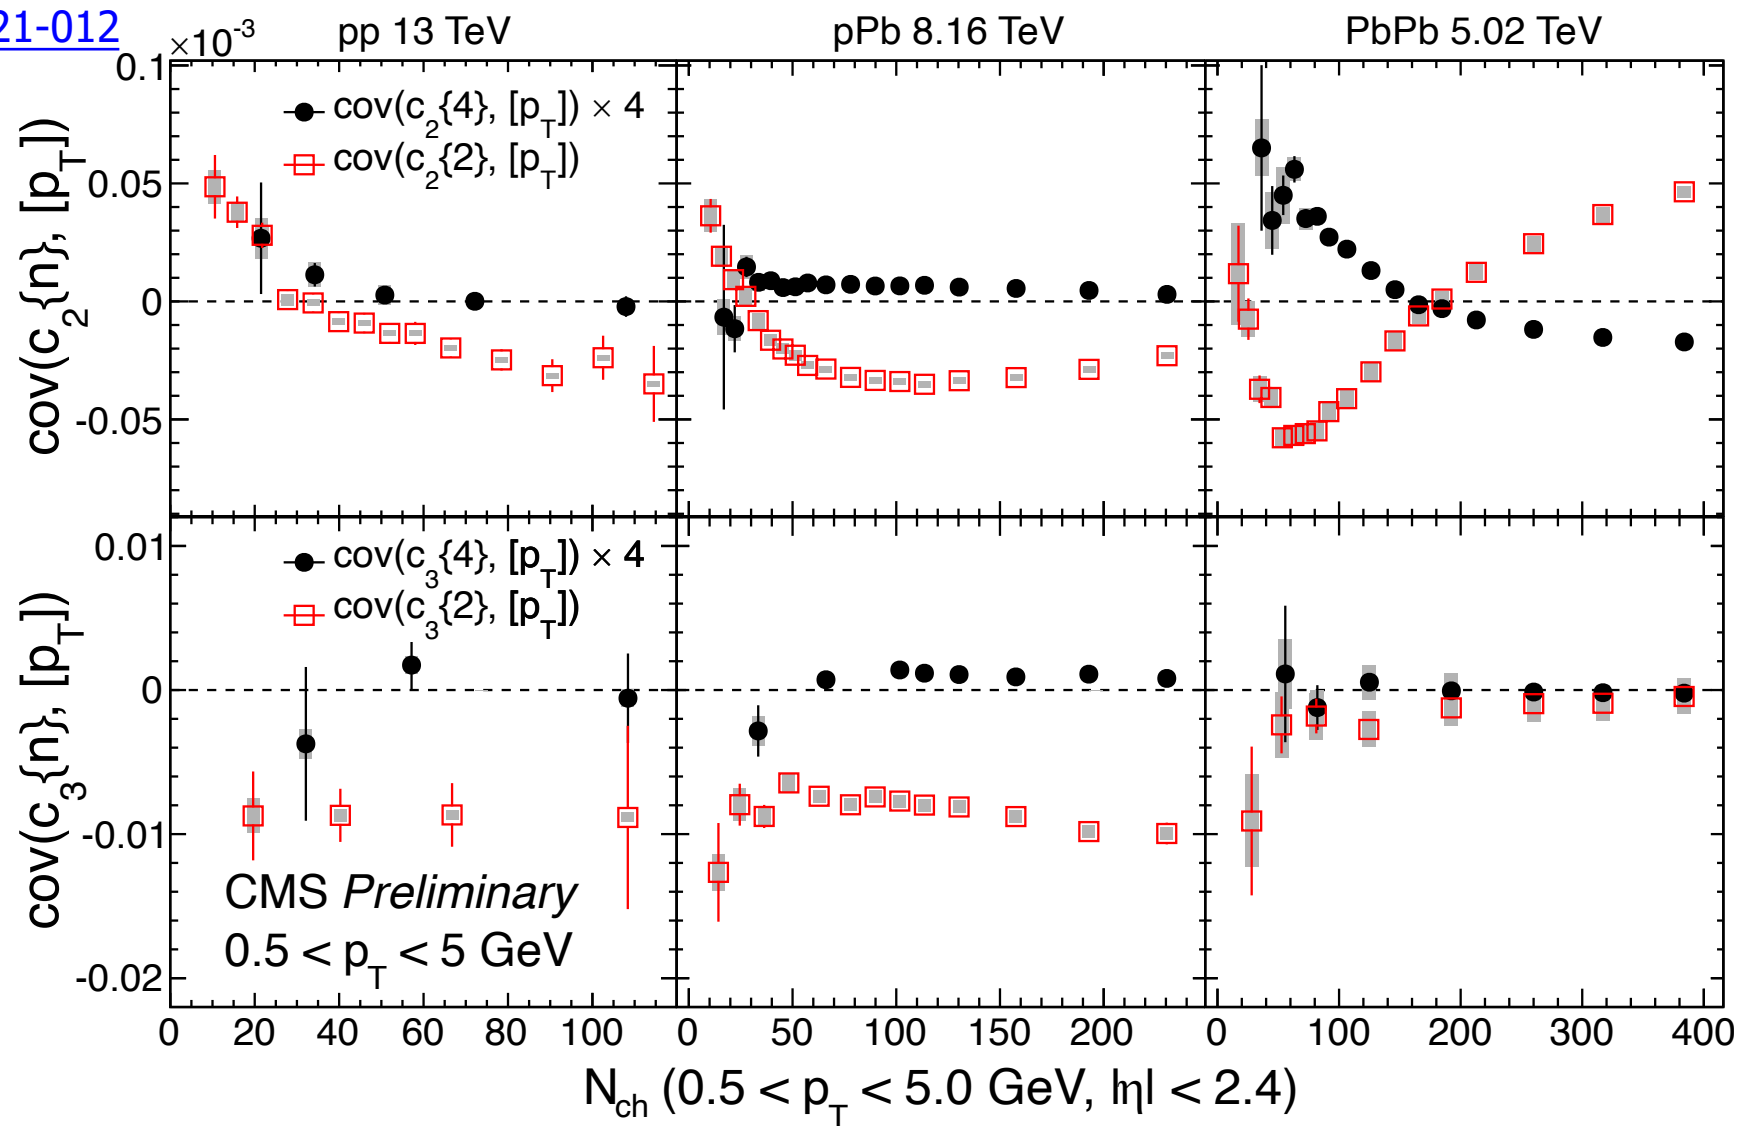 21-012
×10-3 pp 13 TeV pPb 8.16 TeV PbPb 5.02 TeV
cov(c2{n}, [pT])
0.1
0.05
0
-0.05
cov(c2{4}, [pT]) × 4
cov(c2{2}, [pT])
cov(c3{n}, [pT])
0.01
0
-0.01
-0.02
cov(c3{4}, [pT]) × 4
cov(c3{2}, [pT])
CMS Preliminary
0.5 < pT < 5 GeV
0 20 40 60 80 100 0 50 100 150 200 0 100 200 300 400
Nch (0.5 < pT < 5.0 GeV, |η| < 2.4)